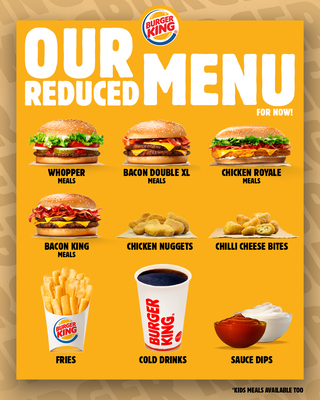 BURGER
KING
OUR
REDUCED
MENU
FOR NOW!
WHOPPER
MEALS
BACON DOUBLE XL
MEALS
CHICKEN ROYALE
MEALS
BACON KING
MEALS
CHICKEN NUGGETS
CHILLI CHEESE BITES
BURGER
KING
BURGER
KING.
FRIES
COLD DRINKS
SAUCE DIPS
*KIDS MEALS AVAILABLE TOO